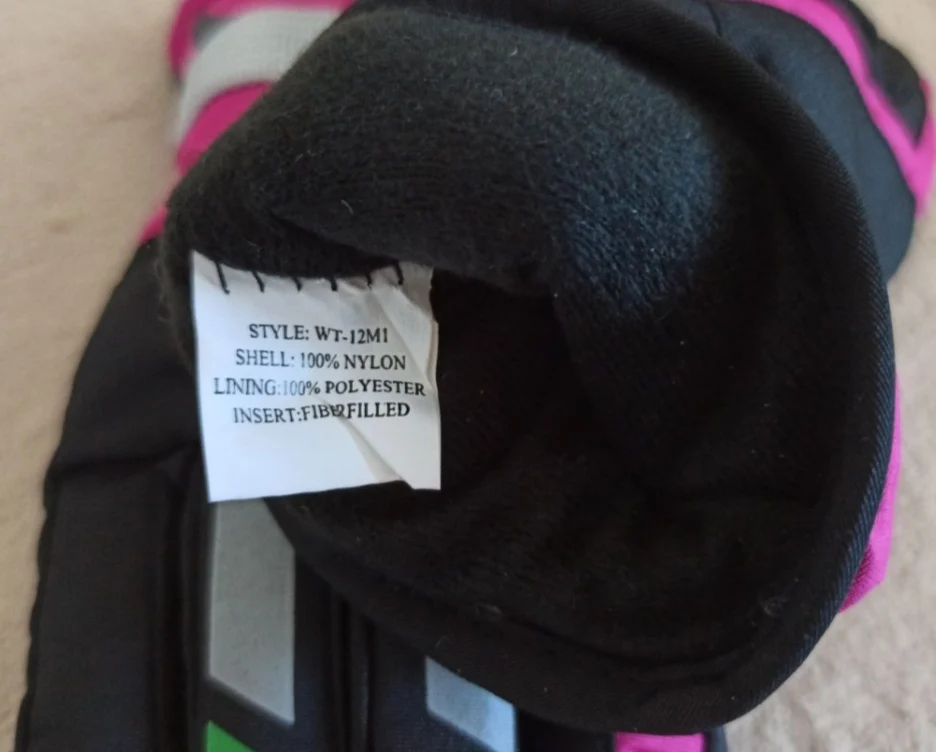 STYLE: WT-12M1
SHELL: 100% NYLON
LINING:100% POLYESTER
INSERT:FIBERFILLED